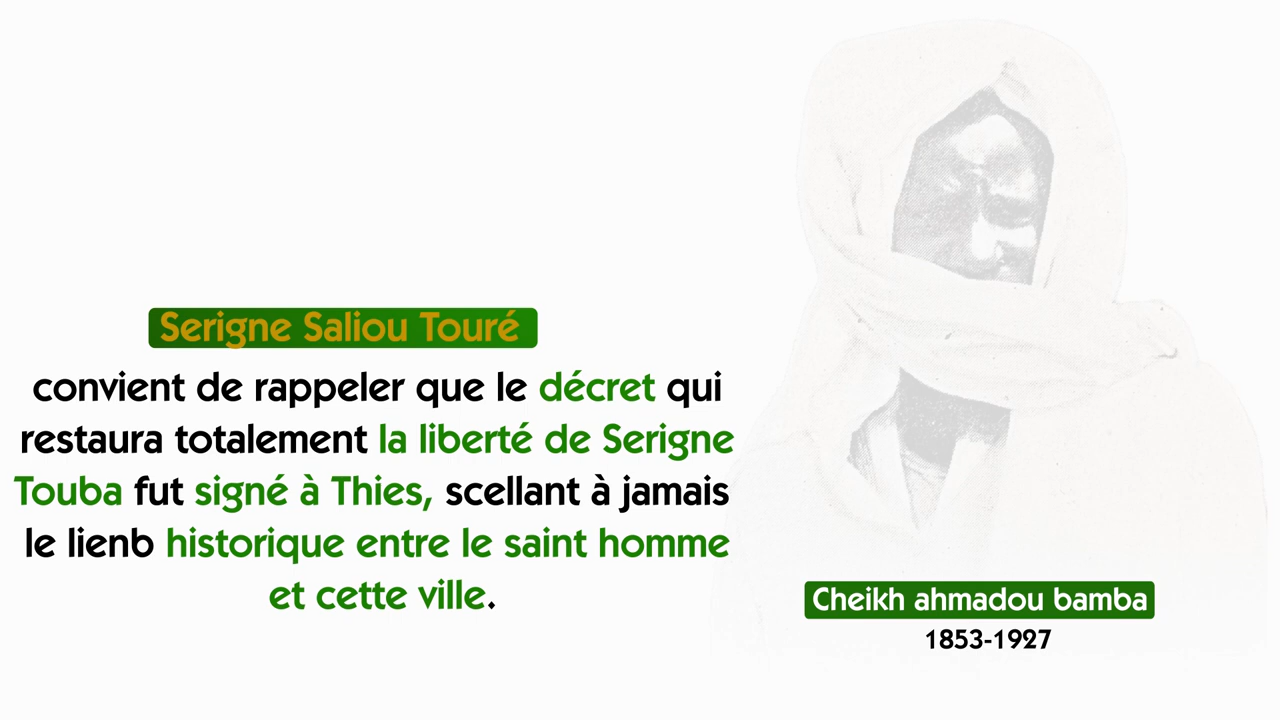 Serigne Saliou Touré
convient de rappeler que le décret qui
restaura totalement la liberté de Serigne
Touba fut signé à Thies, scellant à jamais
le lienb historique entre le saint homme
et cette ville.
Cheikh ahmadou bamba
1853-1927